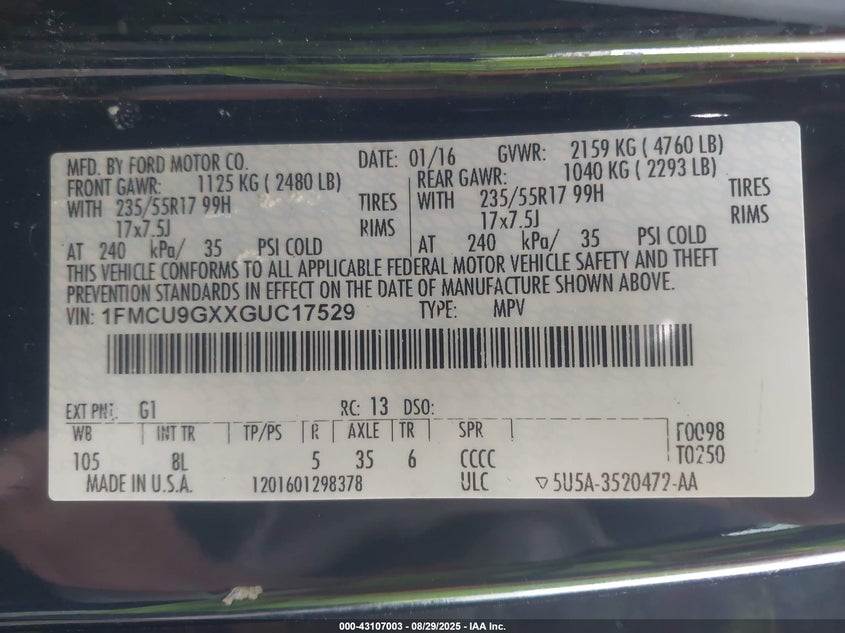 MFD. BY FORD MOTOR CO. DATE: 01/16 GVWR: 2159 KG ( 4760 LB)
FRONT GAWR: 1125 KG ( 2480 LB) REAR GAWR: 1040 KG ( 2293 LB)
WITH 235/55R17 99H TIRES WITH 235/55R17 99H TIRES
17x7.5J RIMS 17x7.5J RIMS
AT 240 kPa/ 35 PSI COLD AT 240 kPa/ 35 PSI COLD
THIS VEHICLE CONFORMS TO ALL APPLICABLE FEDERAL MOTOR VEHICLE SAFETY AND THEFT
PREVENTION STANDARDS IN EFFECT ON THE DATE OF MANUFACTURE SHOWN ABOVE.
VIN: 1FMCU9GXXGUC17529 TYPE: MPV
EXT PNT: G1 RC: 13 DSO:
WB INT TR TP/PS R AXLE TR SPR F0098
105 8L 5 35 6 CCCC T0250
MADE IN U.S.A. 1201601298378 ULC ▽5U5A-3520472-AA
000-43107003 - 08/29/2025 - IAA Inc.